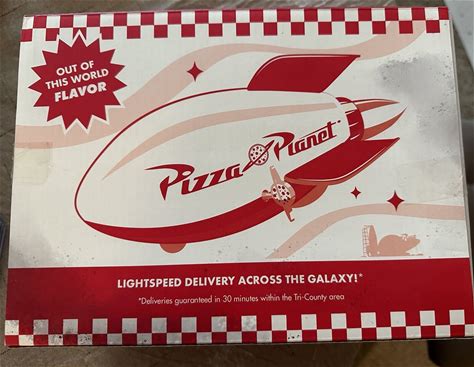 OUT OF
THIS WORLD
FLAVOR
Pizza Planet
LIGHTSPEED DELIVERY ACROSS THE GALAXY!*
*Deliveries guaranteed in 30 minutes within the Tri-County area